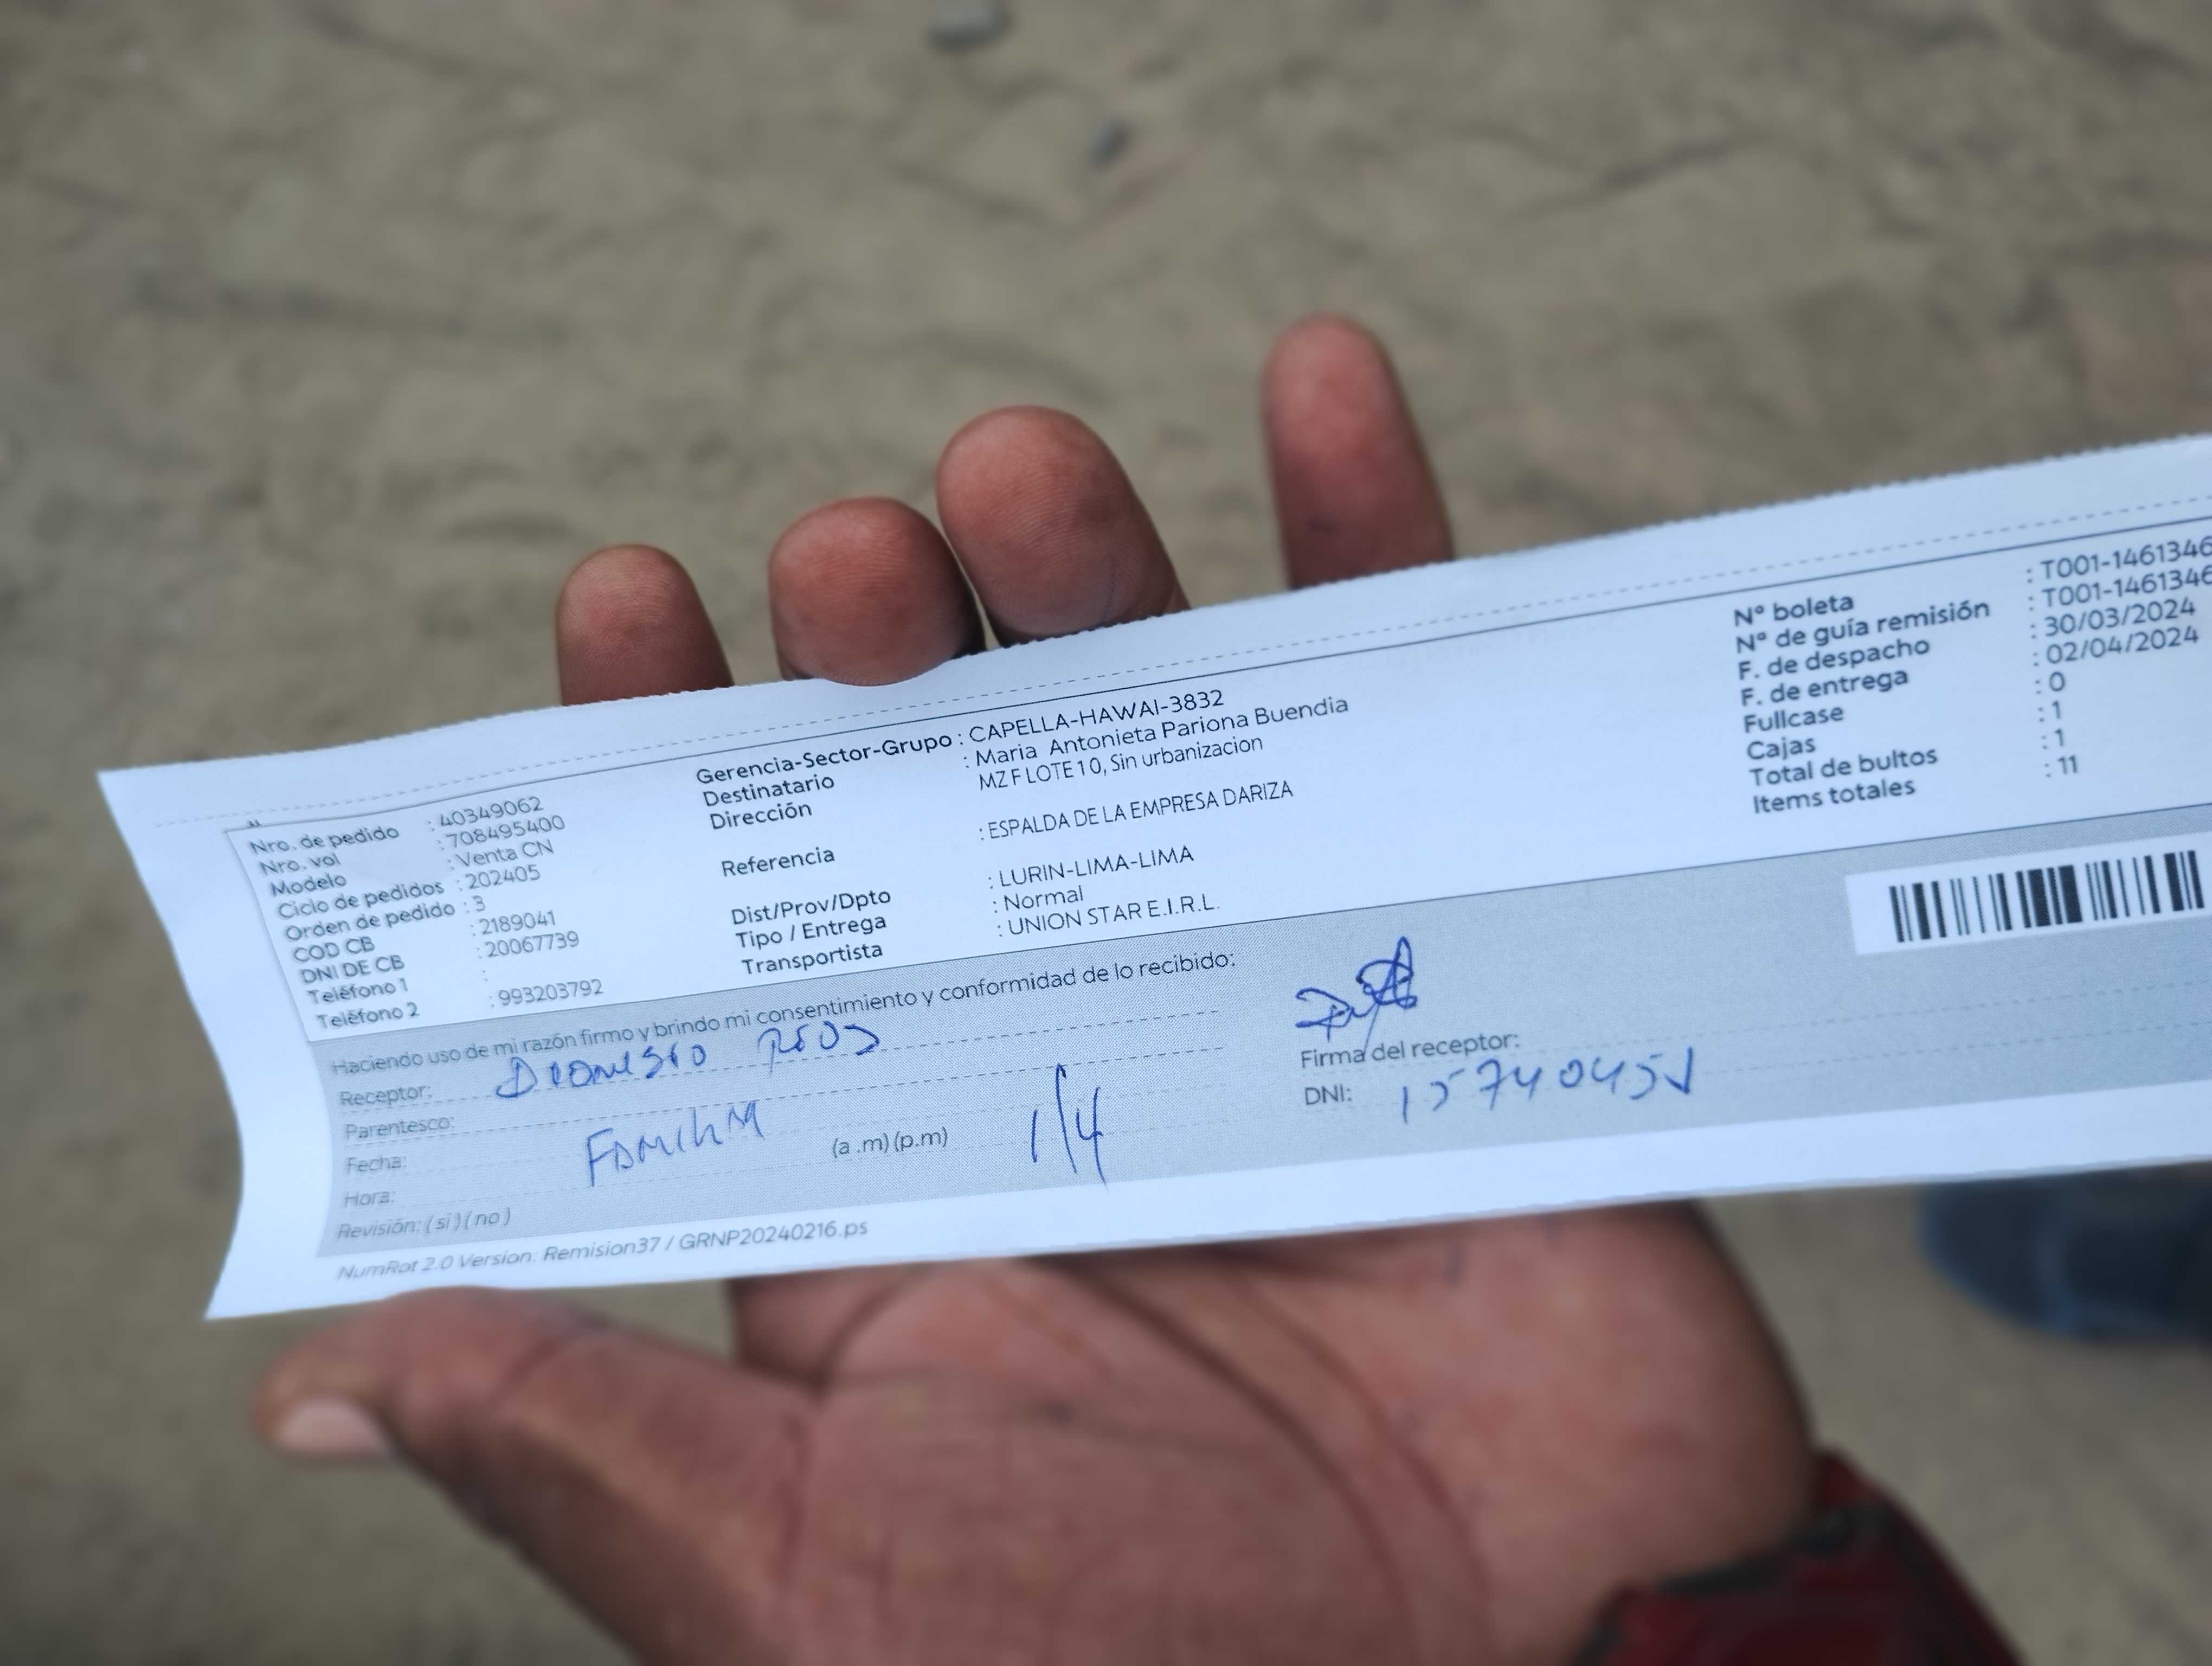 Nro. de pedido : 40349062
Nro. vol : 708495400
Modelo : Venta CN
Ciclo de pedidos : 202405
Orden de pedido : 3
COD CB : 2189041
DNI DE CB : 20067739
Teléfono 1 :
Teléfono 2 : 993203792
Gerencia-Sector-Grupo : CAPELLA-HAWAI-3832
Destinatario : Maria Antonieta Pariona Buendia
Dirección MZ F LOTE 10, Sin urbanizacion
Referencia : ESPALDA DE LA EMPRESA DARIZA
Dist/Prov/Dpto : LURIN-LIMA-LIMA
Tipo / Entrega : Normal
Transportista : UNION STAR E.I.R.L.
Nº boleta : T001-1461346
Nº de guía remisión : T001-1461346
F. de despacho : 30/03/2024
F. de entrega : 02/04/2024
Fullcase : 0
Cajas : 1
Total de bultos : 1
Items totales : 11
Haciendo uso de mi razón firmo y brindo mi consentimiento y conformidad de lo recibido:
Receptor: Dionisio
Parentesco:
Fecha: 1/4
Hora: (a .m) (p.m)
Revisión: ( si ) ( no )
Firma del receptor:
DNI:
NumRot 2.0 Version: Remision37 / GRNP20240216.ps